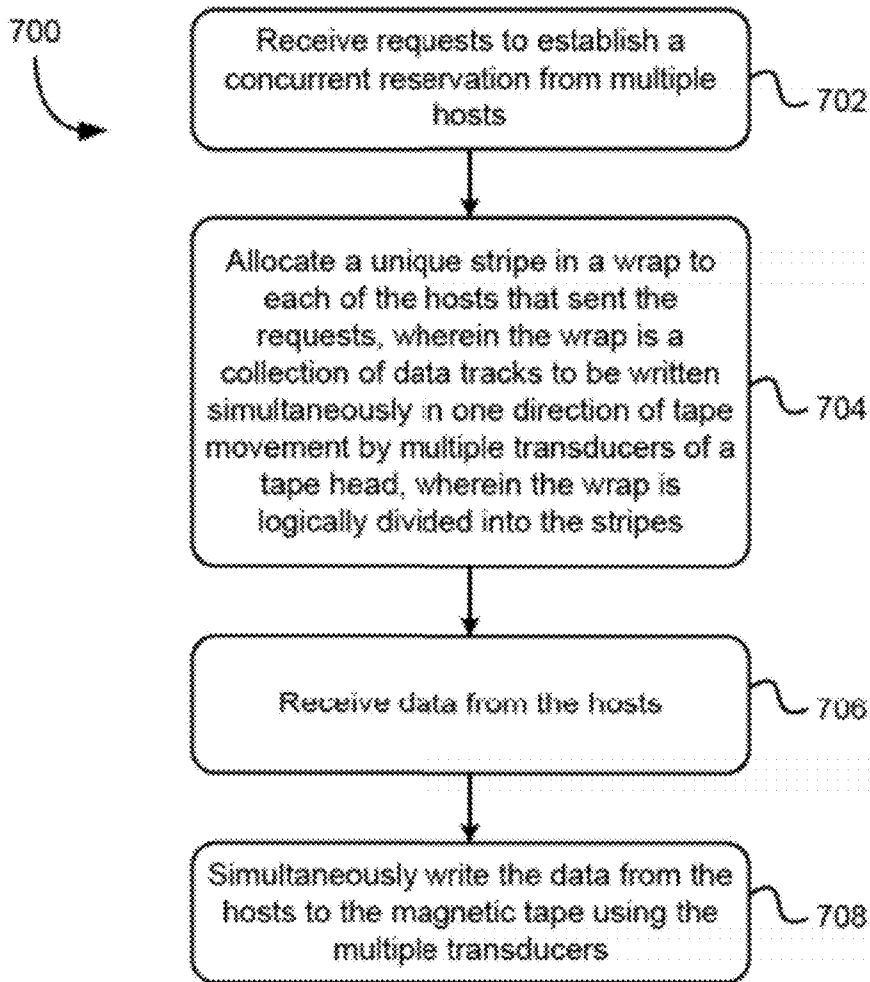 700
Receive requests to establish a
concurrent reservation from multiple
hosts
702
Allocate a unique stripe in a wrap to
each of the hosts that sent the
requests, wherein the wrap is a
collection of data tracks to be written
simultaneously in one direction of tape
movement by multiple transducers of a
tape head, wherein the wrap is
logically divided into the stripes
704
Receive data from the hosts
706
Simultaneously write the data from the
hosts to the magnetic tape using the
multiple transducers
708